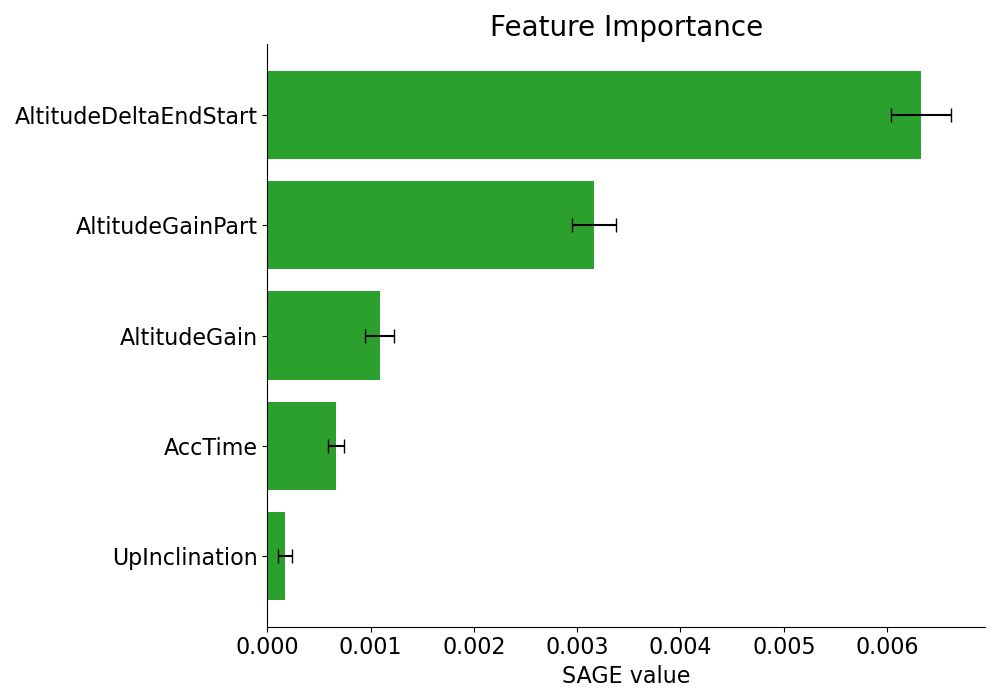 Feature Importance
AltitudeDeltaEndStart
AltitudeGainPart
AltitudeGain
AccTime
UpInclination
0.000 0.001 0.002 0.003 0.004 0.005 0.006
SAGE value